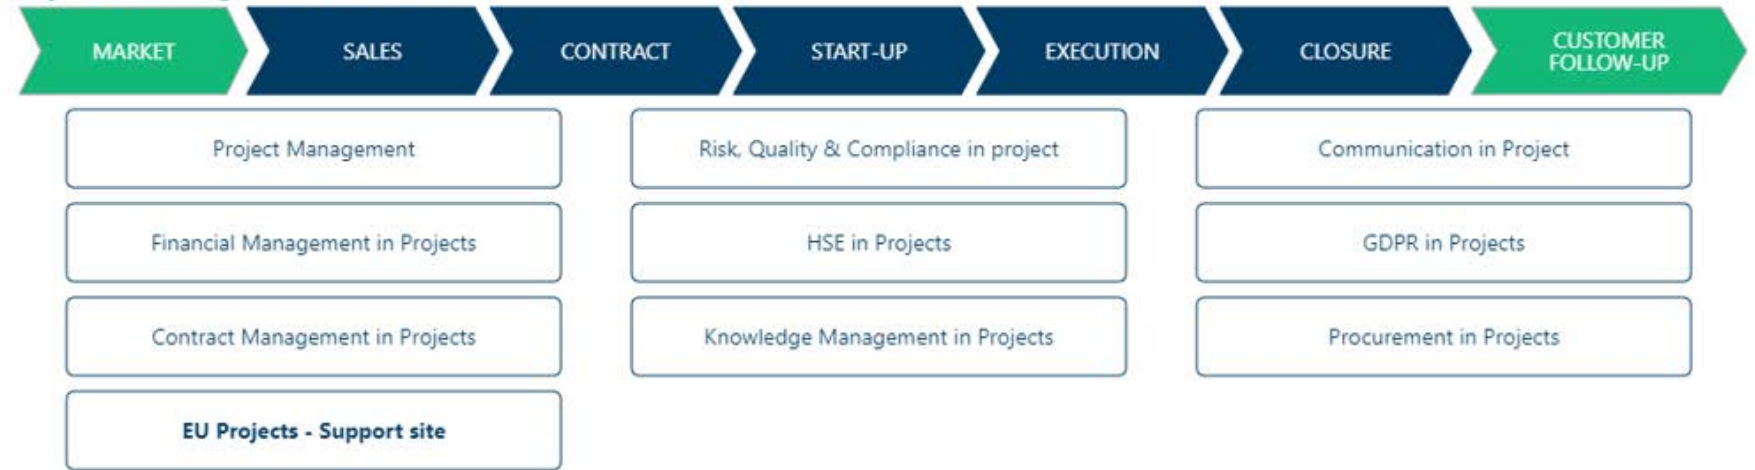 MARKET
SALES
CONTRACT
START-UP
EXECUTION
CLOSURE
CUSTOMER
FOLLOW-UP
Project Management
Risk, Quality & Compliance in project
Communication in Project
Financial Management in Projects
HSE in Projects
GDPR in Projects
Contract Management in Projects
Knowledge Management in Projects
Procurement in Projects
EU Projects - Support site